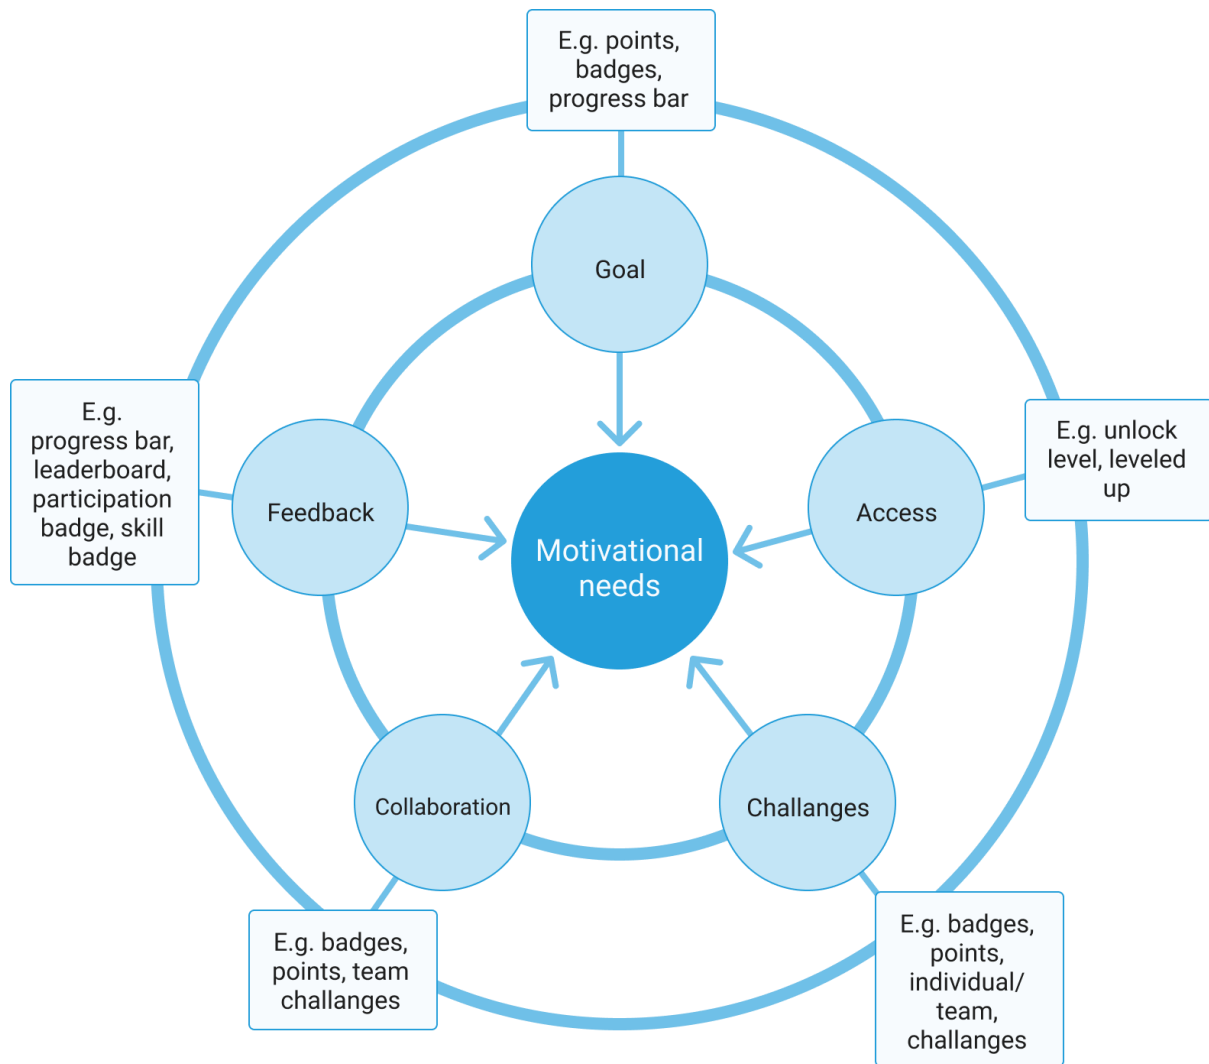 E.g. points,
badges,
progress bar
Goal
E.g.
progress bar,
leaderboard,
participation
badge, skill
badge
Feedback
Motivational
needs
Access
E.g. unlock
level, leveled
up
Collaboration
Challanges
E.g. badges,
points, team
challanges
E.g. badges,
points,
individual/
team,
challanges